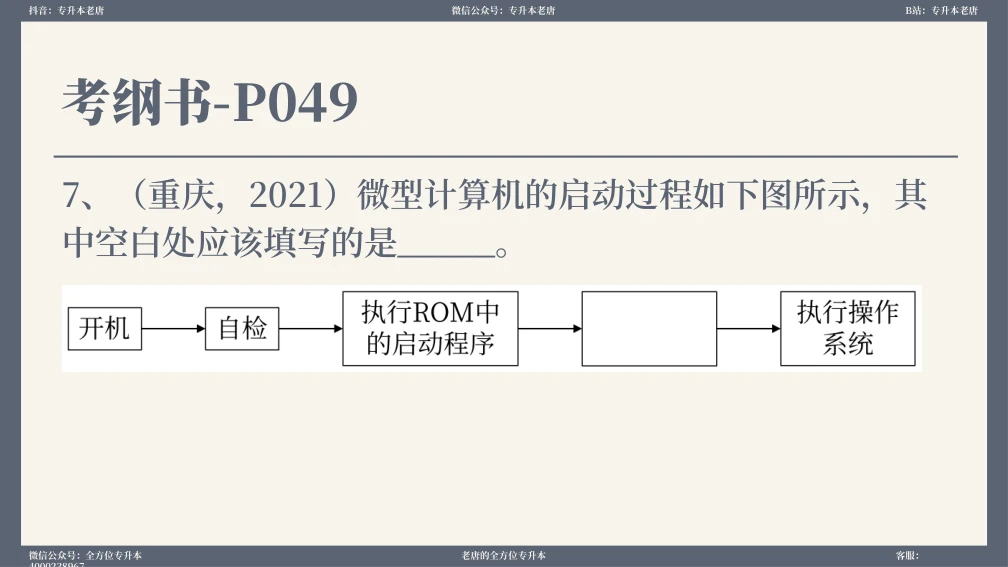 抖音：专升本老唐
微信公众号：专升本老唐
B站：专升本老唐
考纲书-P049
7、（重庆，2021）微型计算机的启动过程如下图所示，其
中空白处应该填写的是______。
开机
自检
执行ROM中
的启动程序
执行操作
系统
微信公众号：全方位专升本
老唐的全方位专升本
客服：
4000238967